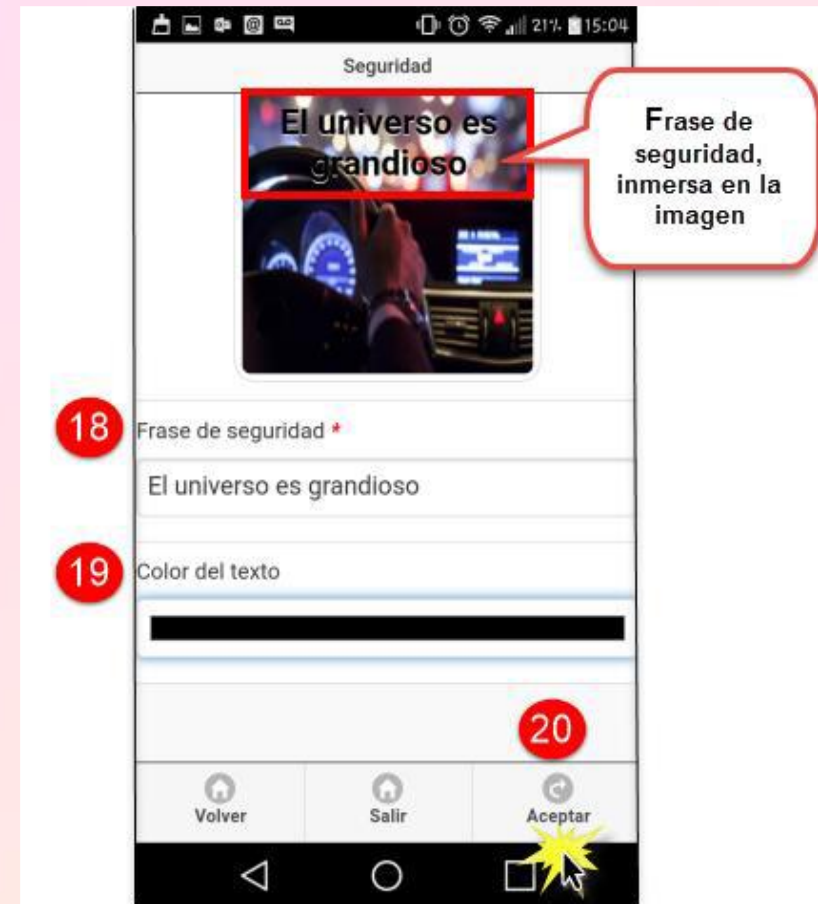 21% 15:04
Seguridad
El universo es
grandioso
Frase de
seguridad,
inmersa en la
imagen
18
Frase de seguridad *
El universo es grandioso
19
Color del texto
20
Volver
Salir
Aceptar